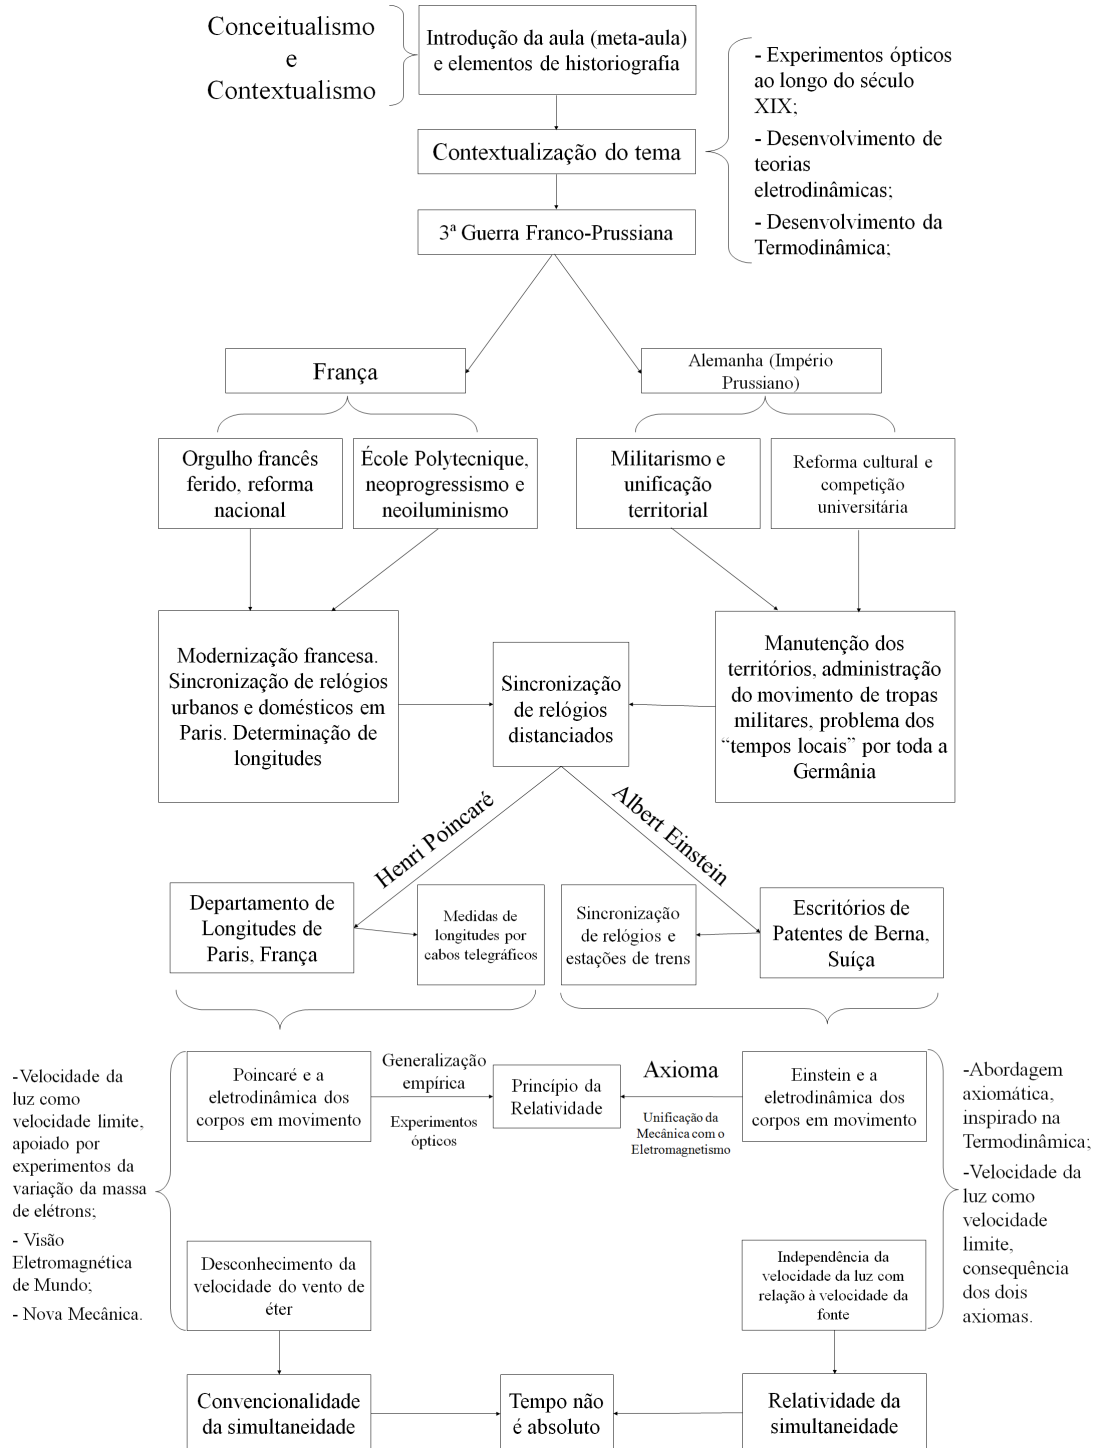 Conceitualismo
e
Contextualismo
Introdução da aula (meta-aula)
e elementos de historiografia
- Experimentos ópticos
ao longo do século
XIX;
- Desenvolvimento de
teorias
eletrodinâmicas;
- Desenvolvimento da
Termodinâmica;
Contextualização do tema
3ª Guerra Franco-Prussiana
França
Alemanha (Império
Prussiano)
Orgulho francês
ferido, reforma
nacional
École Polytecnique,
neoprogressismo e
neoiluminismo
Militarismo e
unificação
territorial
Reforma cultural e
competição
universitária
Modernização francesa.
Sincronização de relógios
urbanos e domésticos em
Paris. Determinação de
longitudes
Sincronização
de relógios
distanciados
Manutenção dos
territórios, administração
do movimento de tropas
militares, problema dos
“tempos locais” por toda a
Germânia
Henri Poincaré
Albert Einstein
Departamento de
Longitudes de
Paris, França
Medidas de
longitudes por
cabos telegráficos
Sincronização
de relógios e
estações de trens
Escritórios de
Patentes de Berna,
Suíça
-Velocidade da
luz como
velocidade limite,
apoiado por
experimentos da
variação da massa
de elétrons;
- Visão
Eletromagnética
de Mundo;
- Nova Mecânica.
Poincaré e a
eletrodinâmica dos
corpos em movimento
Generalização
empírica
Experimentos
ópticos
Princípio da
Relatividade
Axioma
Unificação da
Mecânica com o
Eletromagnetismo
Einstein e a
eletrodinâmica dos
corpos em movimento
-Abordagem
axiomática,
inspirado na
Termodinâmica;
-Velocidade da
luz como
velocidade
limite,
consequência
dos dois
axiomas.
Desconhecimento da
velocidade do vento de
éter
Independência da
velocidade da luz com
relação à velocidade da
fonte
Convencionalidade
da simultaneidade
Tempo não
é absoluto
Relatividade da
simultaneidade